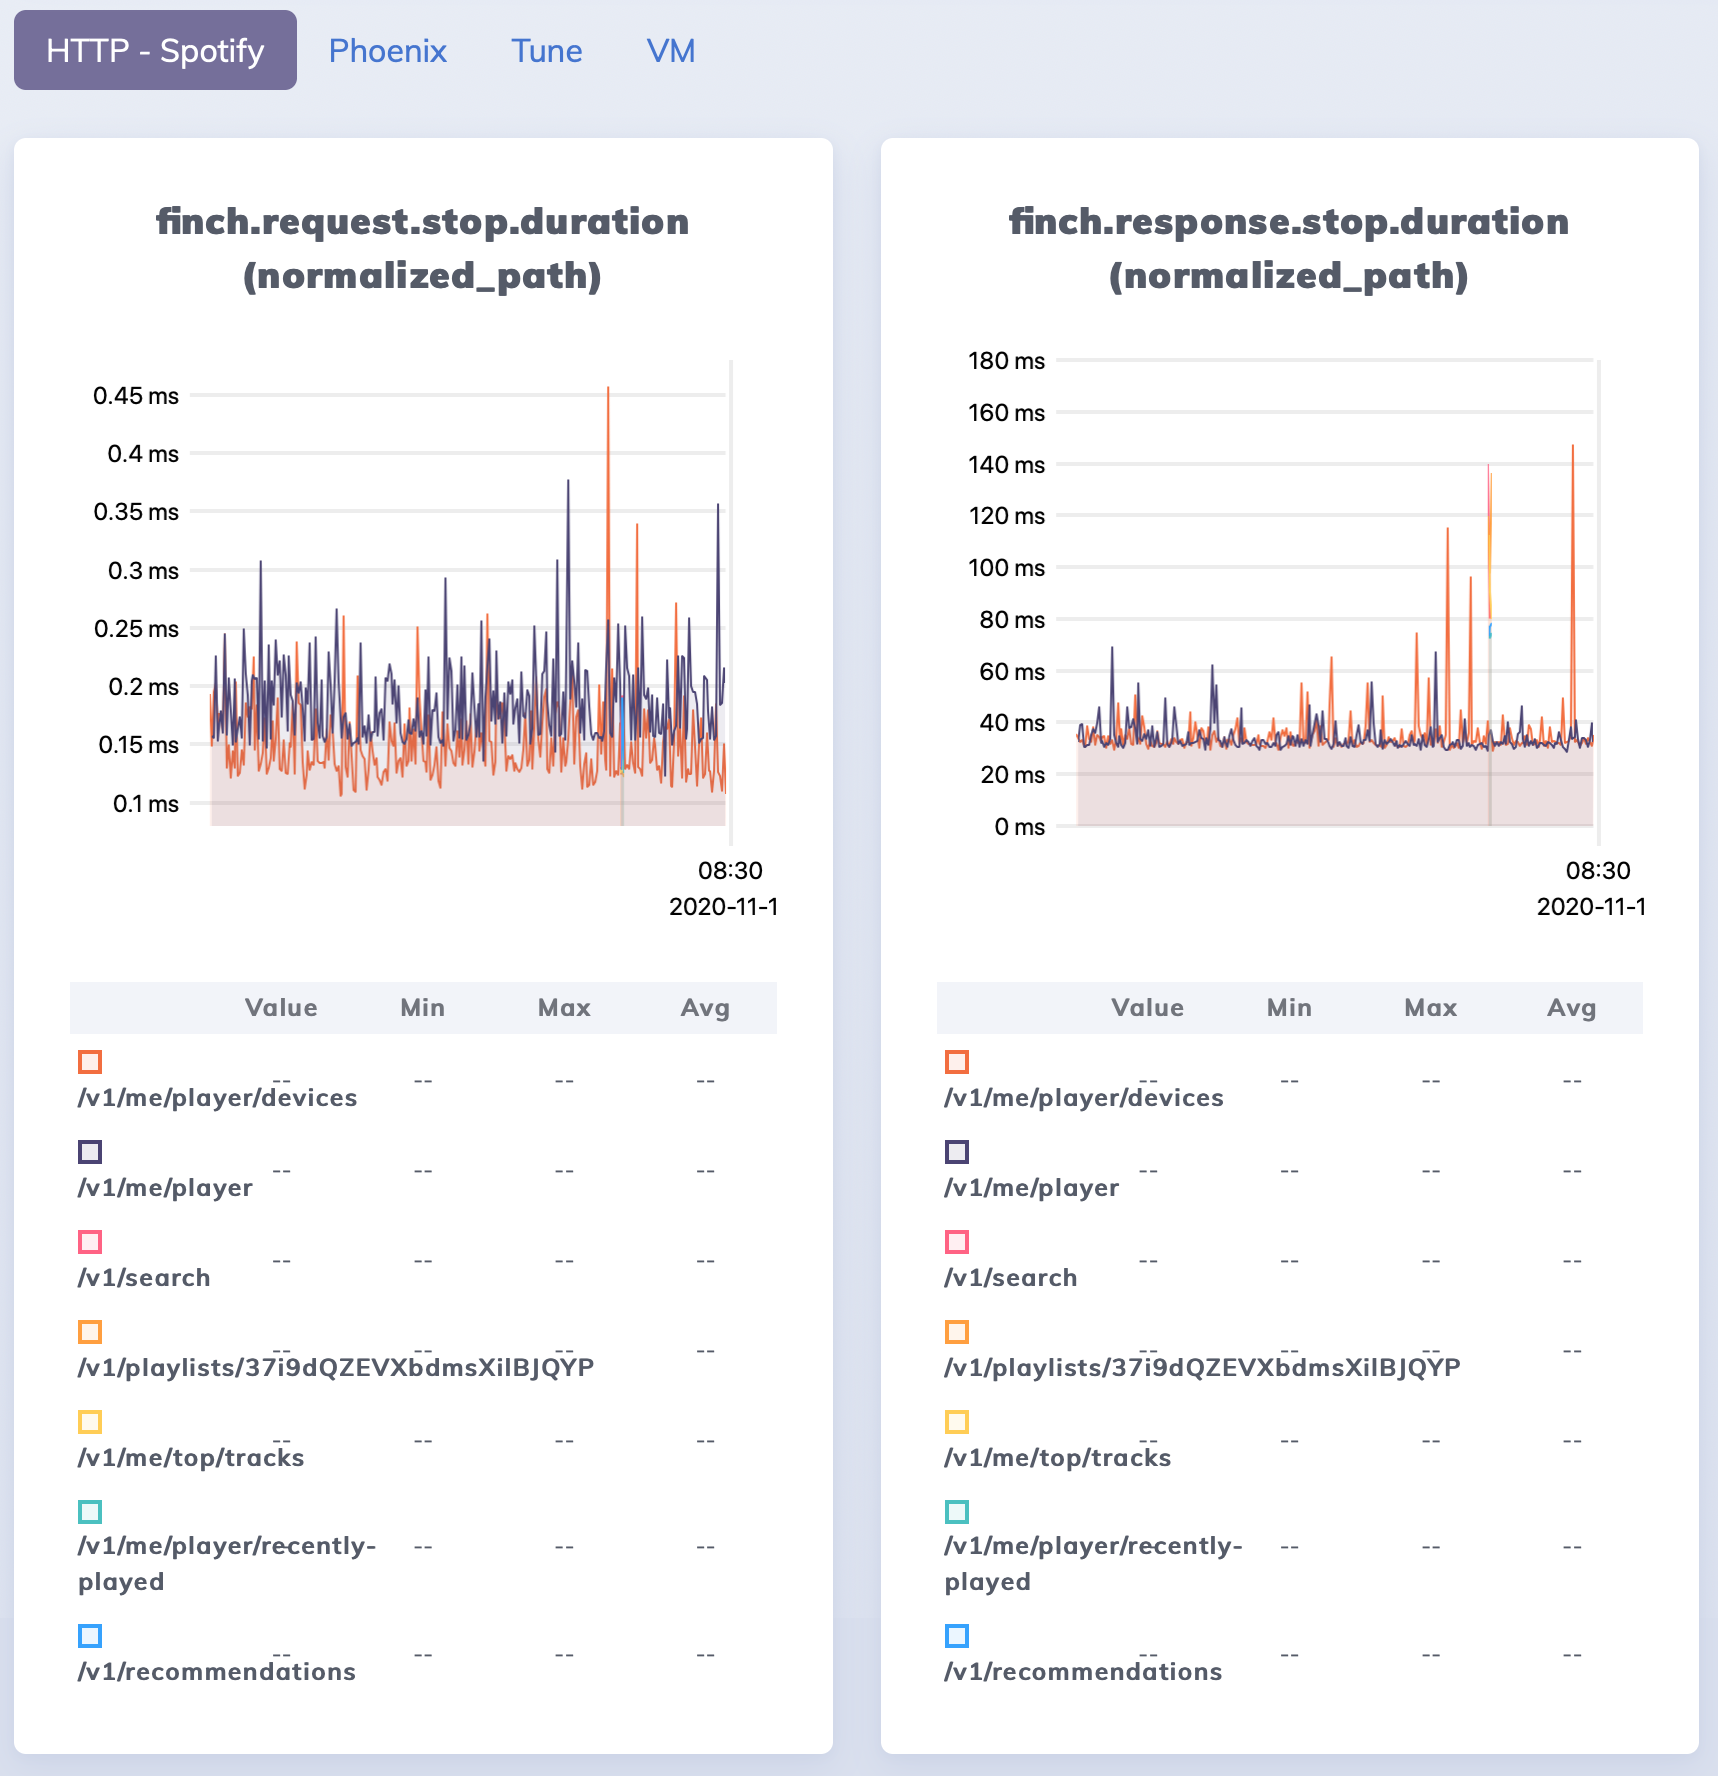 HTTP - Spotify Phoenix Tune VM
finch.request.stop.duration
(normalized_path)
0.45 ms
0.4 ms
0.35 ms
0.3 ms
0.25 ms
0.2 ms
0.15 ms
0.1 ms
08:30
2020-11-1
Value Min Max Avg
-- -- -- --
/v1/me/player/devices
-- -- -- --
/v1/me/player
-- -- -- --
/v1/search
-- -- -- --
/v1/playlists/37i9dQZEVXbdmsXilBJQYP
-- -- -- --
/v1/me/top/tracks
/v1/me/player/recently- -- -- --
played
-- -- -- --
/v1/recommendations
finch.response.stop.duration
(normalized_path)
180 ms
160 ms
140 ms
120 ms
100 ms
80 ms
60 ms
40 ms
20 ms
0 ms
08:30
2020-11-1
Value Min Max Avg
-- -- -- --
/v1/me/player/devices
-- -- -- --
/v1/me/player
-- -- -- --
/v1/search
-- -- -- --
/v1/playlists/37i9dQZEVXbdmsXilBJQYP
-- -- -- --
/v1/me/top/tracks
/v1/me/player/recently- -- -- --
played
-- -- -- --
/v1/recommendations